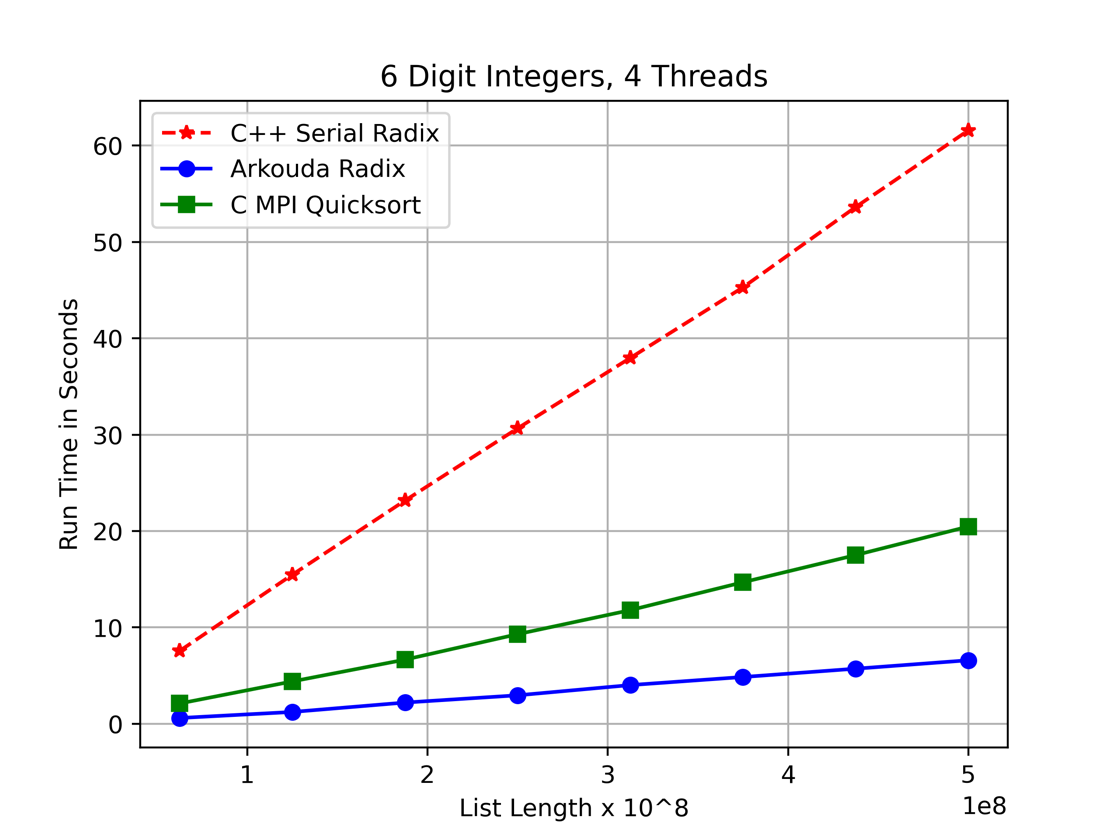 6 Digit Integers, 4 Threads
C++ Serial Radix
Arkouda Radix
C MPI Quicksort
60
50
40
30
20
10
0
Run Time in Seconds
1 2 3 4 5
1e8
List Length x 10^8